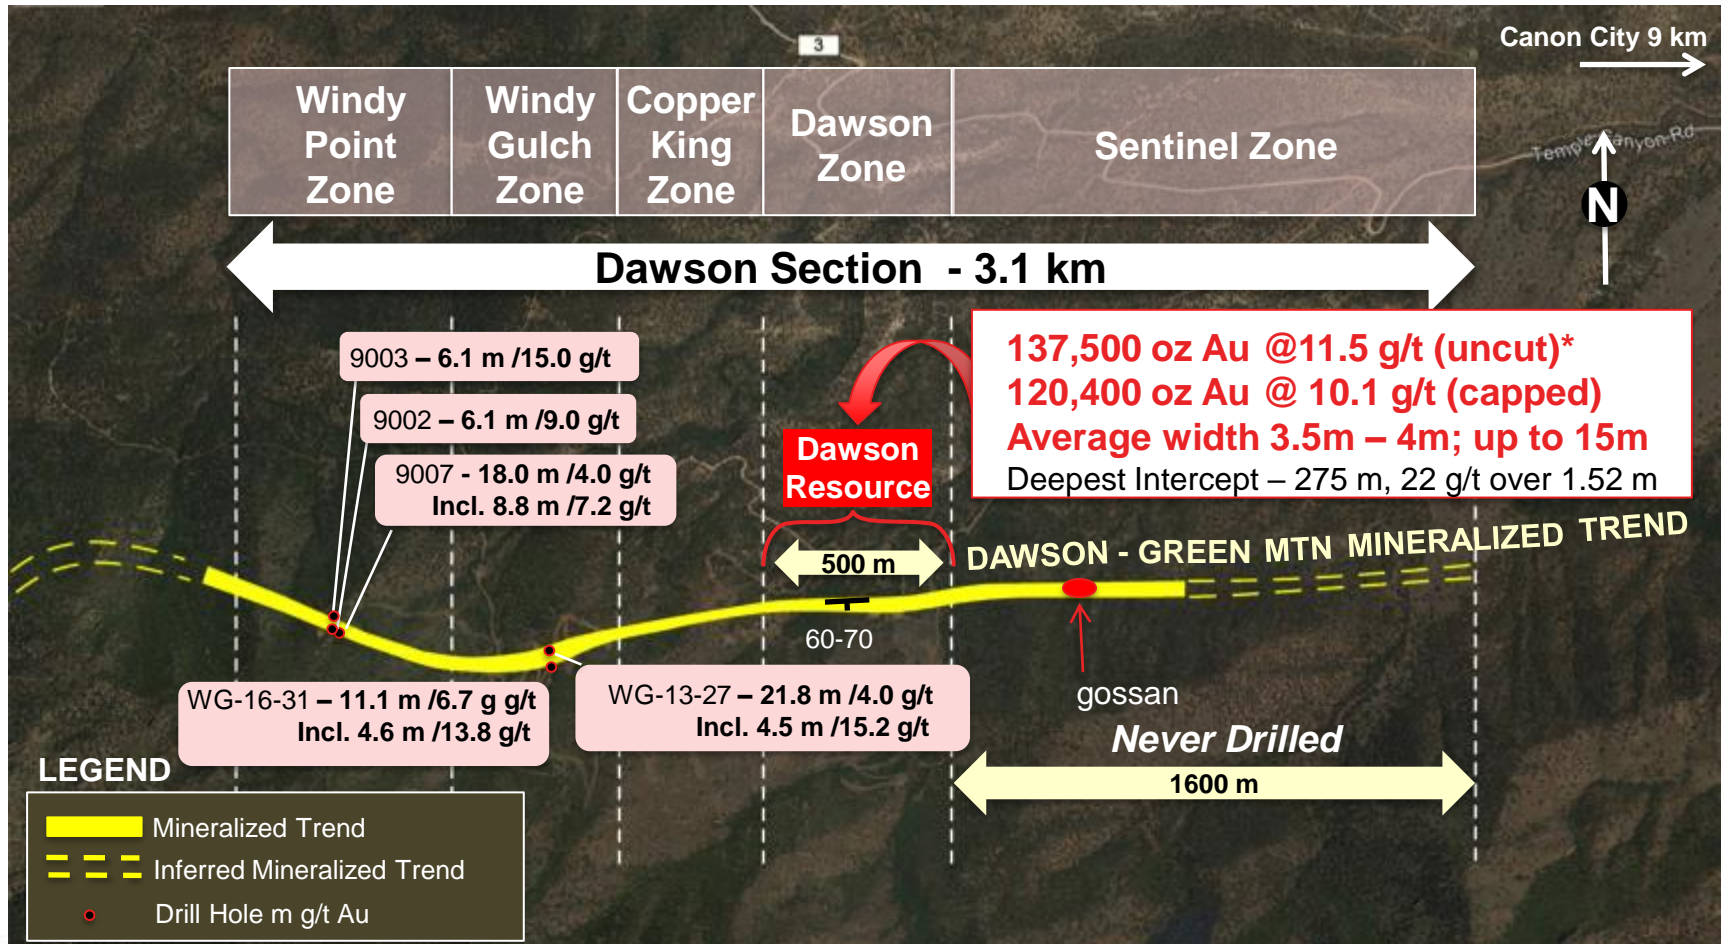 3
Canon City 9 km
Windy
Point
Zone
Windy
Gulch
Zone
Copper
King
Zone
Dawson
Zone
Sentinel Zone
Temple Canyon Rd
N
Dawson Section - 3.1 km
9003 – 6.1 m /15.0 g/t
9002 – 6.1 m /9.0 g/t
9007 - 18.0 m /4.0 g/t
Incl. 8.8 m /7.2 g/t
137,500 oz Au @11.5 g/t (uncut)*
120,400 oz Au @ 10.1 g/t (capped)
Average width 3.5m – 4m; up to 15m
Deepest Intercept – 275 m, 22 g/t over 1.52 m
Dawson
Resource
500 m
DAWSON - GREEN MTN MINERALIZED TREND
60-70
gossan
WG-16-31 – 11.1 m /6.7 g g/t
Incl. 4.6 m /13.8 g/t
WG-13-27 – 21.8 m /4.0 g/t
Incl. 4.5 m /15.2 g/t
Never Drilled
1600 m
LEGEND
Mineralized Trend
Inferred Mineralized Trend
Drill Hole m g/t Au